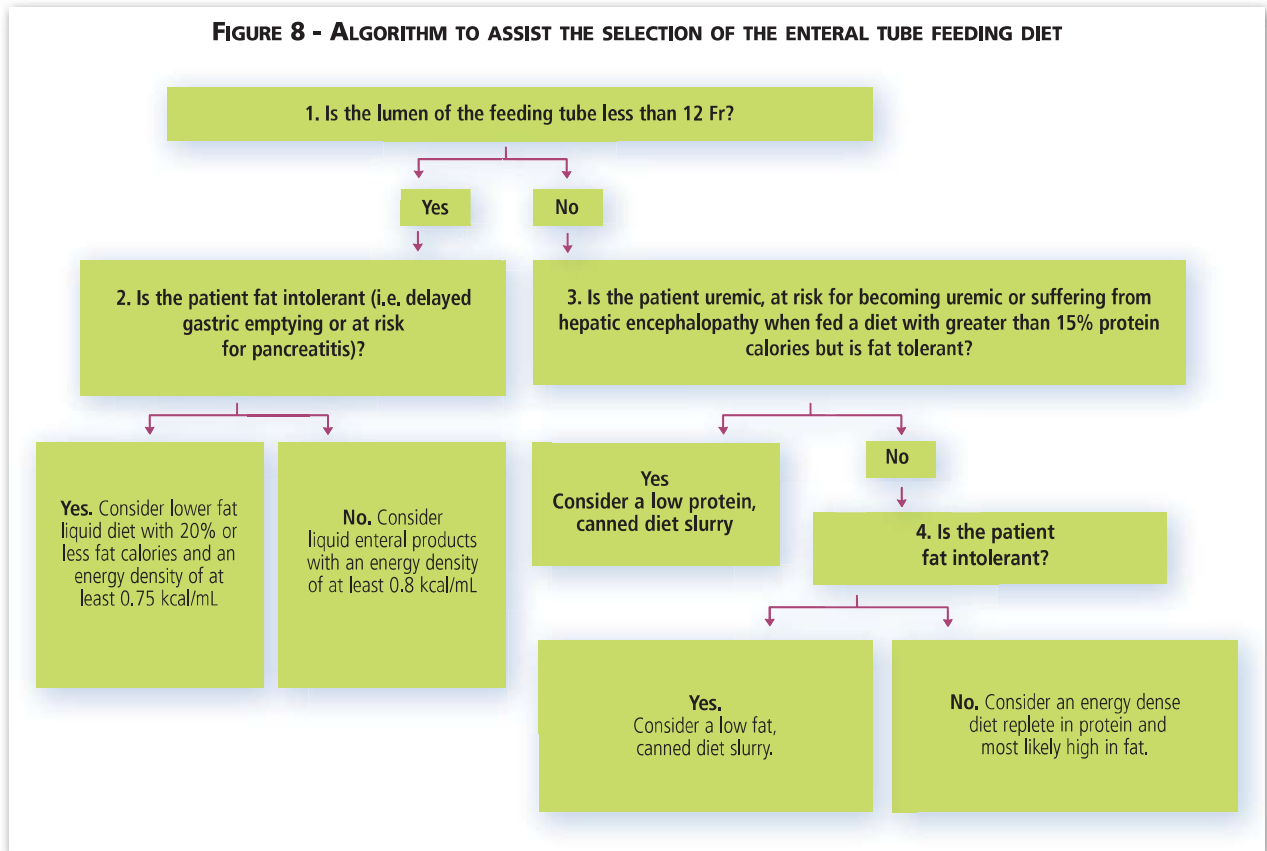 FIGURE 8 - ALGORITHM TO ASSIST THE SELECTION OF THE ENTERAL TUBE FEEDING DIET
1. Is the lumen of the feeding tube less than 12 Fr?
Yes
No
2. Is the patient fat intolerant (i.e. delayed
gastric emptying or at risk
for pancreatitis)?
3. Is the patient uremic, at risk for becoming uremic or suffering from
hepatic encephalopathy when fed a diet with greater than 15% protein
calories but is fat tolerant?
Yes. Consider lower fat
liquid diet with 20% or
less fat calories and an
energy density of at
least 0.75 kcal/mL
No. Consider
liquid enteral products
with an energy density
of at least 0.8 kcal/mL
Yes
Consider a low protein,
canned diet slurry
No
4. Is the patient
fat intolerant?
Yes.
Consider a low fat,
canned diet slurry.
No. Consider an energy dense
diet replete in protein and
most likely high in fat.